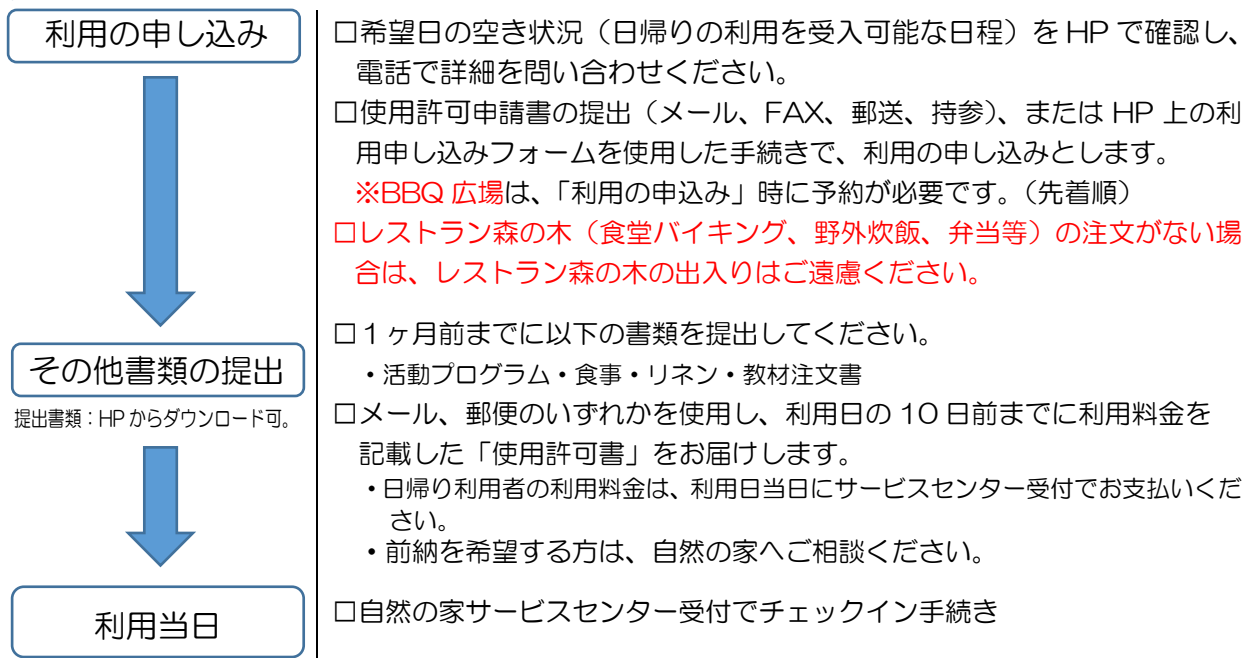 利用の申し込み
□希望日の空き状況（日帰りの利用を受入可能な日程）を HP で確認し、
電話で詳細を問い合わせください。
□使用許可申請書の提出（メール、FAX、郵送、持参）、または HP 上の利
用申し込みフォームを使用した手続きで、利用の申し込みとします。
※BBQ 広場は、「利用の申込み」時に予約が必要です。（先着順）
□レストラン森の木（食堂バイキング、野外炊飯、弁当等）の注文がない場
合は、レストラン森の木の出入りはご遠慮ください。
その他書類の提出
提出書類：HP からダウンロード可。
□１ヶ月前までに以下の書類を提出してください。
・活動プログラム・食事・リネン・教材注文書
□メール、郵便のいずれかを使用し、利用日の 10 日前までに利用料金を
記載した「使用許可書」をお届けします。
・日帰り利用者の利用料金は、利用日当日にサービスセンター受付でお支払いくだ
さい。
・前納を希望する方は、自然の家へご相談ください。
利用当日
□自然の家サービスセンター受付でチェックイン手続き